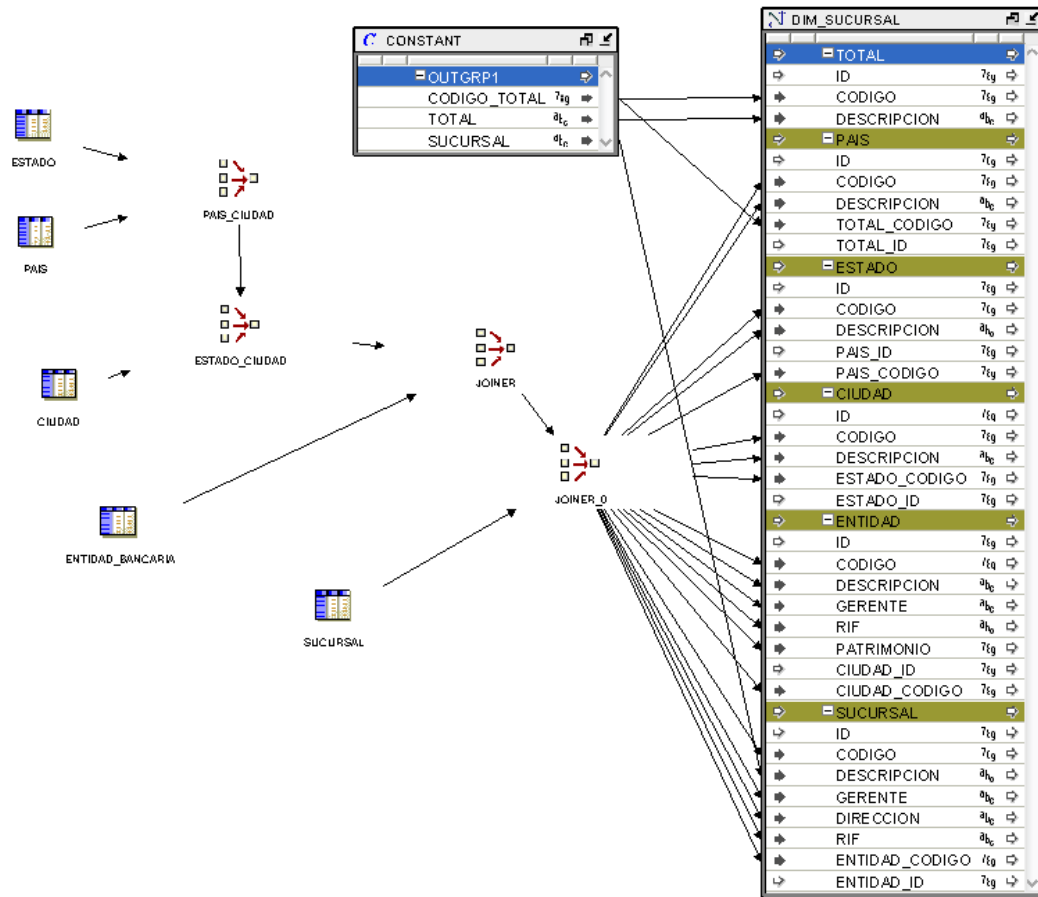 CONSTANT
OUTGRP1
CODIGO_TOTAL
TOTAL
SUCURSAL
ESTADO
PAIS
PAIS_CIUDAD
ESTADO_CIUDAD
CIUDAD
JOINER
JOINER_0
ENTIDAD_BANCARIA
SUCURSAL
DIM_SUCURSAL
TOTAL
ID
CODIGO
DESCRIPCION
PAIS
ID
CODIGO
DESCRIPCION
TOTAL_CODIGO
TOTAL_ID
ESTADO
ID
CODIGO
DESCRIPCION
PAIS_ID
PAIS_CODIGO
CIUDAD
ID
CODIGO
DESCRIPCION
ESTADO_CODIGO
ESTADO_ID
ENTIDAD
ID
CODIGO
DESCRIPCION
GERENTE
RIF
PATRIMONIO
CIUDAD_ID
CIUDAD_CODIGO
SUCURSAL
ID
CODIGO
DESCRIPCION
GERENTE
DIRECCION
RIF
ENTIDAD_CODIGO
ENTIDAD_ID